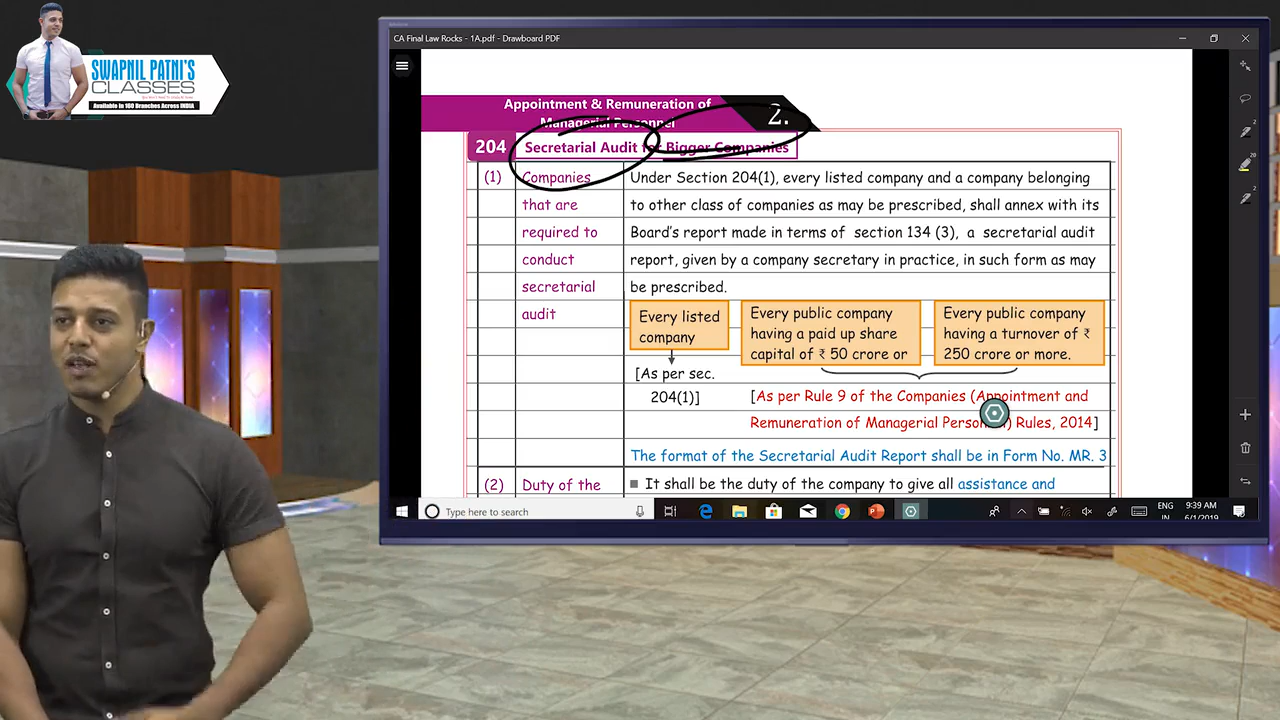 SWAPNIL PATNI'S
CLASSES
Available in 160 Branches Across INDIA
CA Final Law Rocks - 1A.pdf - Drawboard PDF
Appointment & Remuneration of
Managerial Personnel
2.
204 Secretarial Audit for Bigger Companies
(1) Companies that are required to conduct secretarial audit
Under Section 204(1), every listed company and a company belonging
to other class of companies as may be prescribed, shall annex with its
Board's report made in terms of section 134 (3), a secretarial audit
report, given by a company secretary in practice, in such form as may
be prescribed.
Every listed
company
[As per sec.
204(1)]
Every public company
having a paid up share
capital of ₹ 50 crore or
Every public company
having a turnover of ₹
250 crore or more.
[As per Rule 9 of the Companies (Appointment and
Remuneration of Managerial Personnel) Rules, 2014]
The format of the Secretarial Audit Report shall be in Form No. MR. 3
(2) Duty of the
■ It shall be the duty of the company to give all assistance and
Type here to search
ENG
IN
9:39 AM
6/1/2019